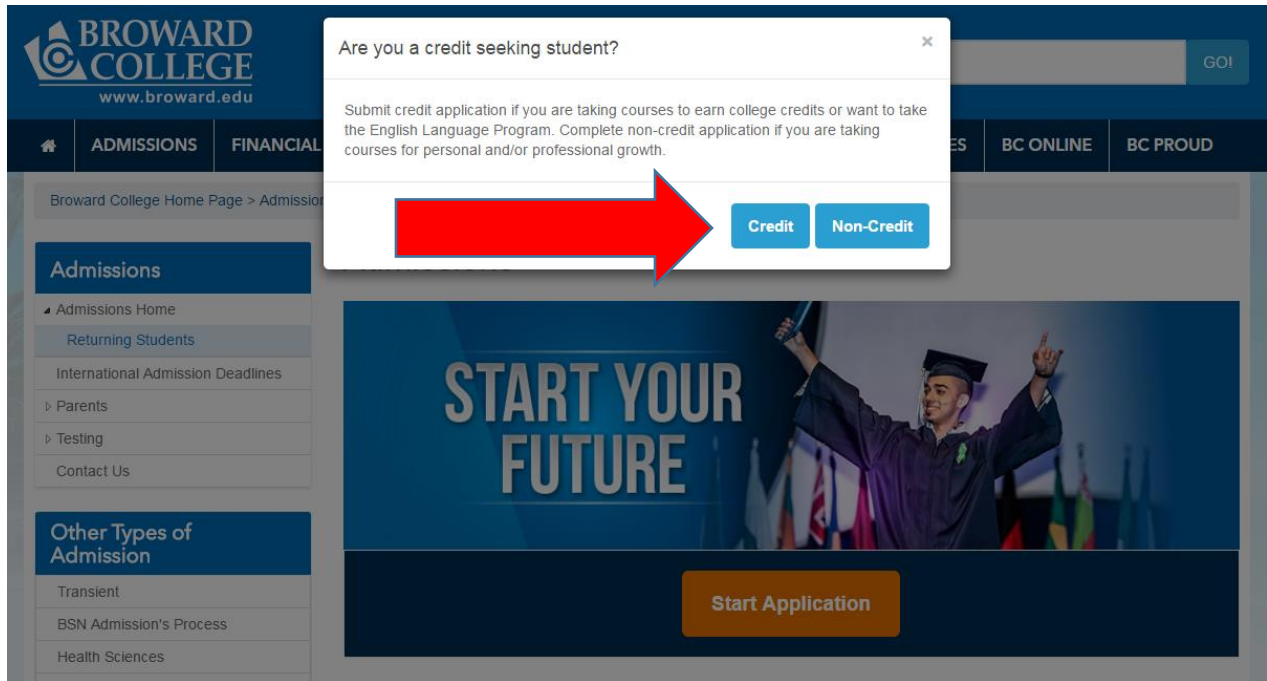 BROWARD
COLLEGE
www.broward.edu
Are you a credit seeking student?
×
GO!
Submit credit application if you are taking courses to earn college credits or want to take
the English Language Program. Complete non-credit application if you are taking
courses for personal and/or professional growth.
Credit Non-Credit
ADMISSIONS FINANCIAL BC ONLINE BC PROUD
Broward College Home Page >
Admissions
Admissions Home
Returning Students
International Admission Deadlines
Parents
Testing
Contact Us
Other Types of
Admission
Transient
BSN Admission's Process
Health Sciences
START YOUR
FUTURE
Start Application